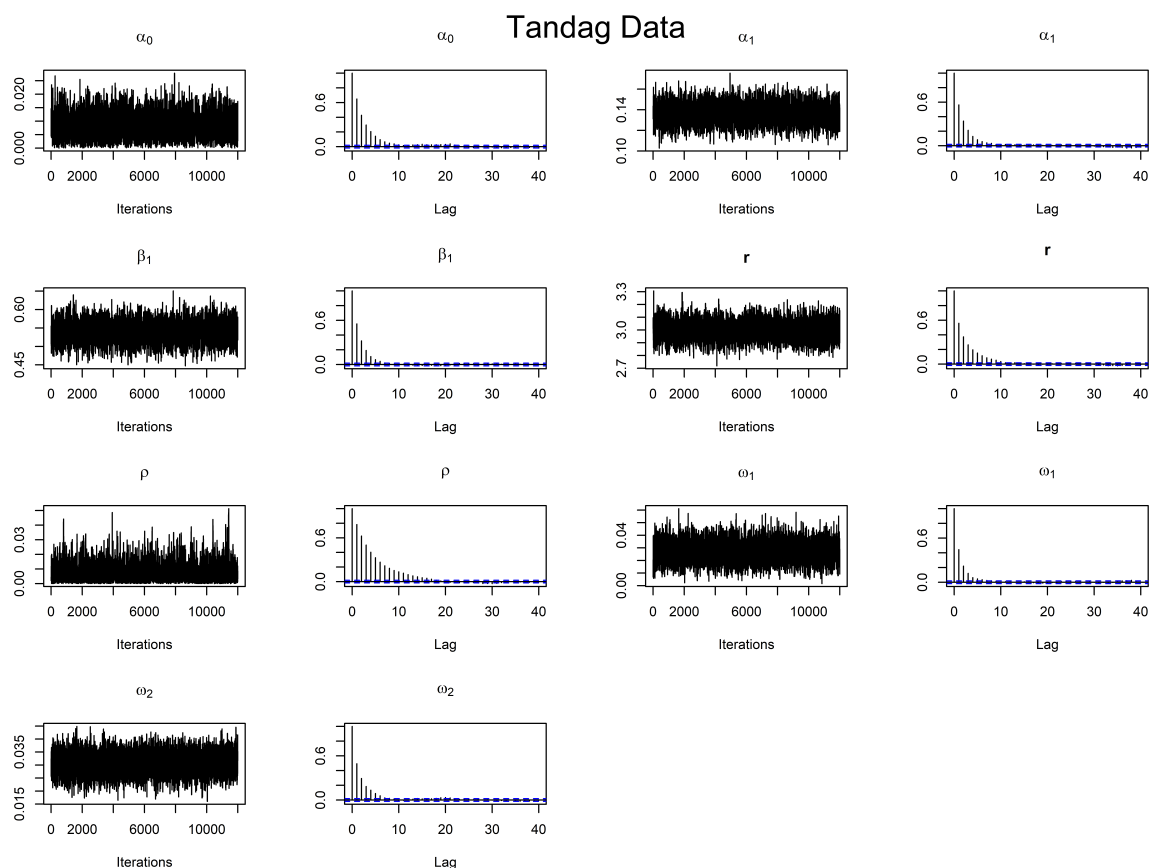 Tandag Data
α0 α0 α1 α1
0.000 0.020
0 2000 6000 10000
Iterations
0.0 0.6
0 10 20 30 40
Lag
0.10 0.14
0 2000 6000 10000
Iterations
0.0 0.6
0 10 20 30 40
Lag
β1 β1 r r
0.45 0.60
0 2000 6000 10000
Iterations
0.0 0.6
0 10 20 30 40
Lag
2.7 3.0 3.3
0 2000 6000 10000
Iterations
0.0 0.6
0 10 20 30 40
Lag
ρ ρ ω1 ω1
0.00 0.03
0 2000 6000 10000
Iterations
0.0 0.6
0 10 20 30 40
Lag
0.00 0.04
0 2000 6000 10000
Iterations
0.0 0.6
0 10 20 30 40
Lag
ω2 ω2
0.015 0.035
0 2000 6000 10000
Iterations
0.0 0.6
0 10 20 30 40
Lag